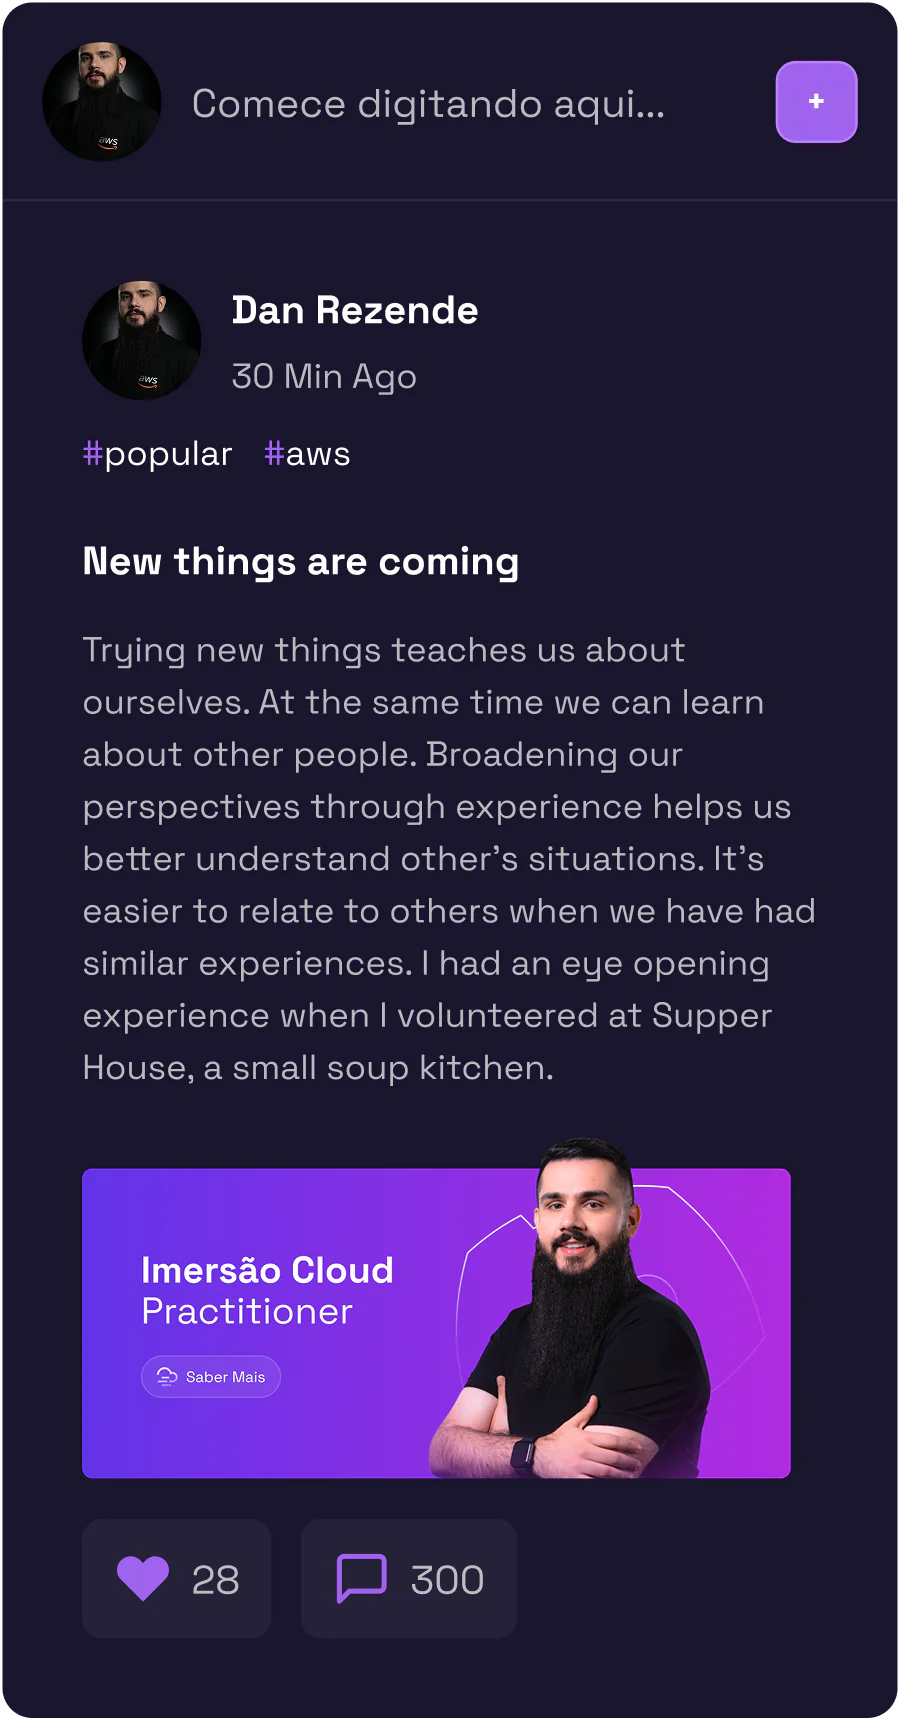 aws
Comece digitando aqui...
+
aws
Dan Rezende
30 Min Ago
#popular #aws
New things are coming
Trying new things teaches us about
ourselves. At the same time we can learn
about other people. Broadening our
perspectives through experience helps us
better understand other’s situations. It’s
easier to relate to others when we have had
similar experiences. I had an eye opening
experience when I volunteered at Supper
House, a small soup kitchen.
Imersão Cloud
Practitioner
Saber Mais
28 300